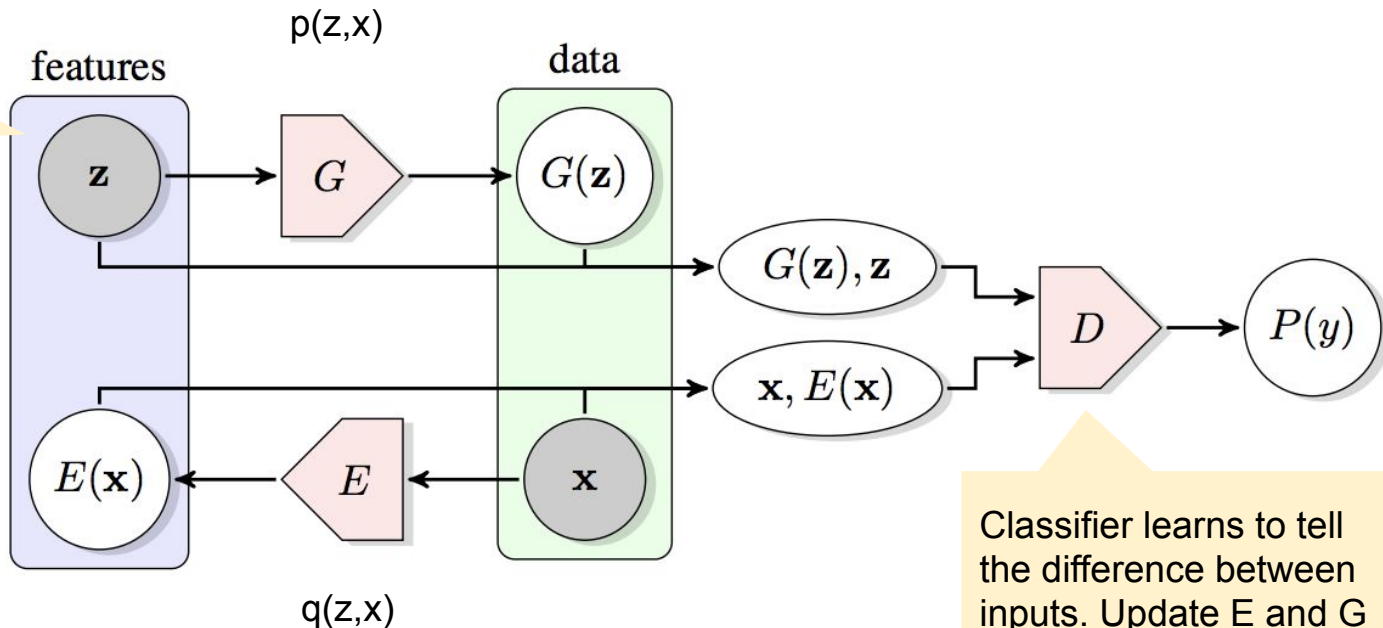 p(z,x)
features
data
z
G
G(z)
G(z), z
D
P(y)
x, E(x)
E(x)
E
x
q(z,x)
Classifier learns to tell
the difference between
inputs. Update E and G